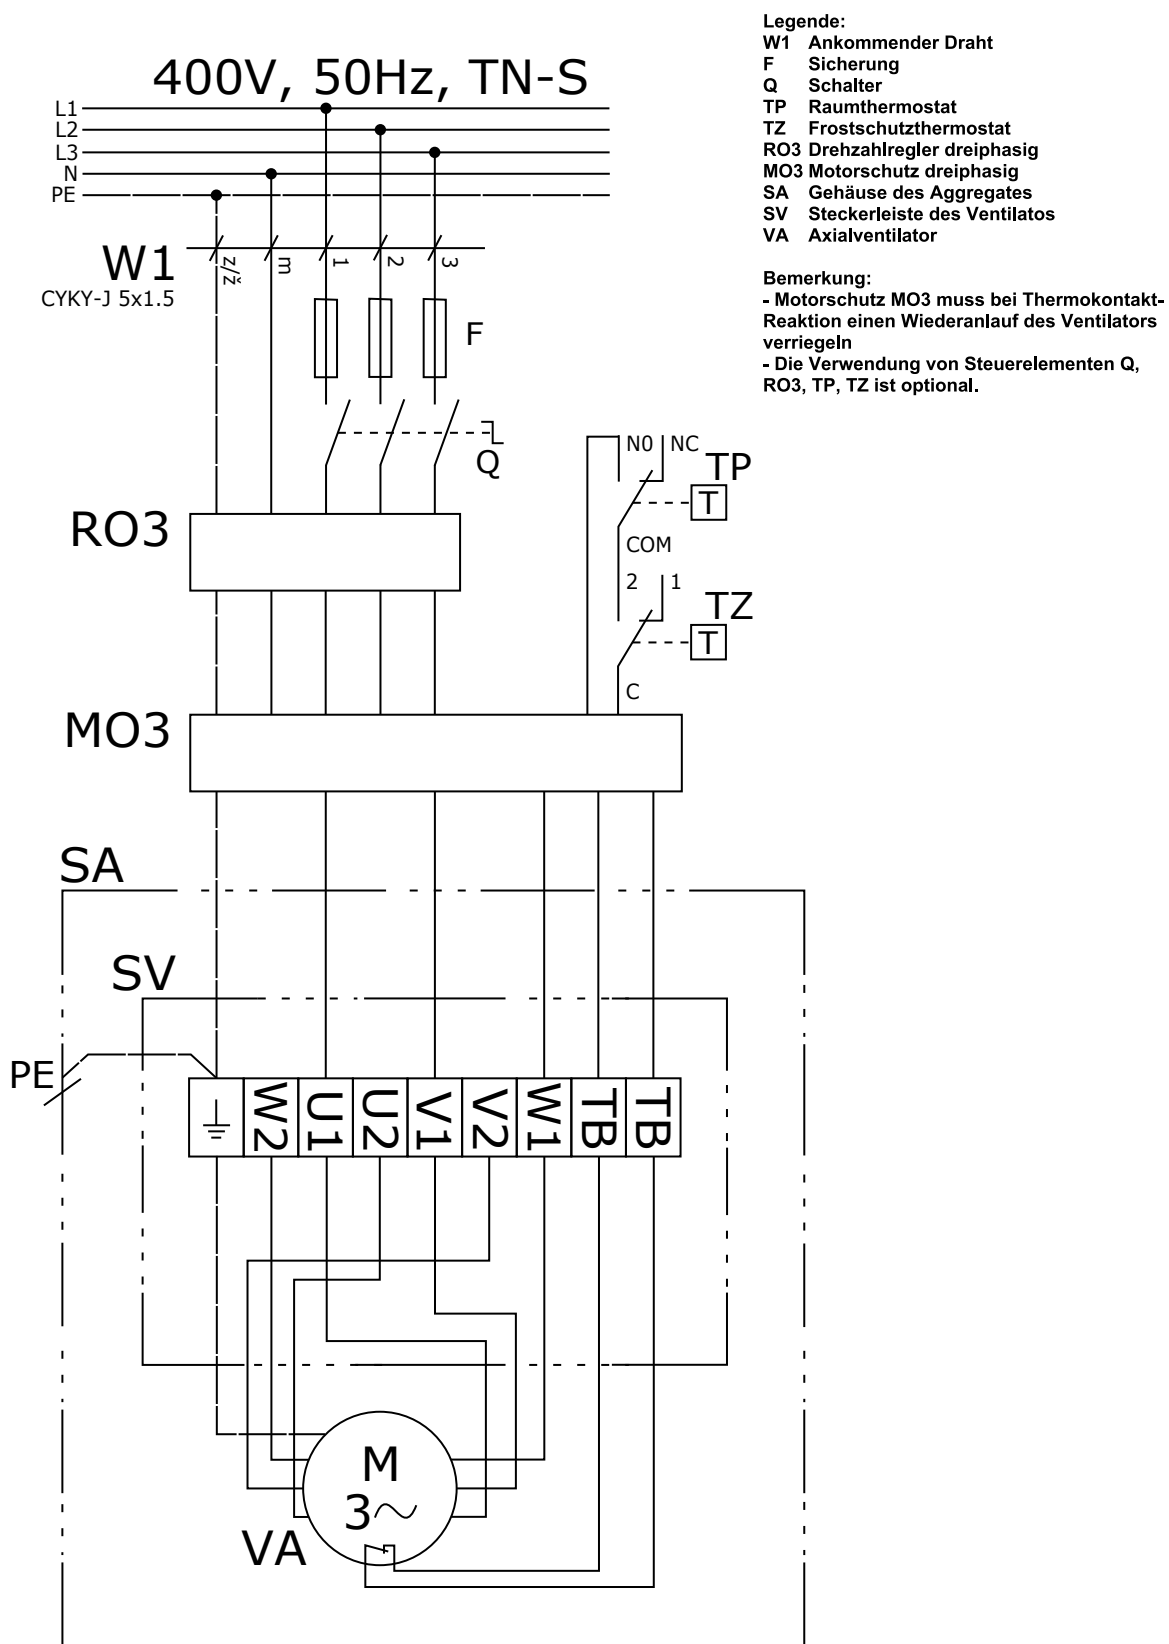 Legende:
W1 Ankommender Draht
F Sicherung
Q Schalter
TP Raumthermostat
TZ Frostschutzthermostat
RO3 Drehzahlregler dreiphasig
MO3 Motorschutz dreiphasig
SA Gehäuse des Aggregates
SV Steckerleiste des Ventilatos
VA Axialventilator
Bemerkung:
- Motorschutz MO3 muss bei Thermokontakt-
Reaktion einen Wiederanlauf des Ventilators
verriegeln
- Die Verwendung von Steuerelementen Q,
RO3, TP, TZ ist optional.
400V, 50Hz, TN-S
L1
L2
L3
N
PE
W1
CYKY-J 5x1.5
z/ž
m
1
2
3
F
Q
N0 NC
TP
T
COM
RO3
2 1
TZ
T
C
MO3
SA
SV
PE
W2 U1 U2 V1 V2 W1 TB TB
M
3~
VA